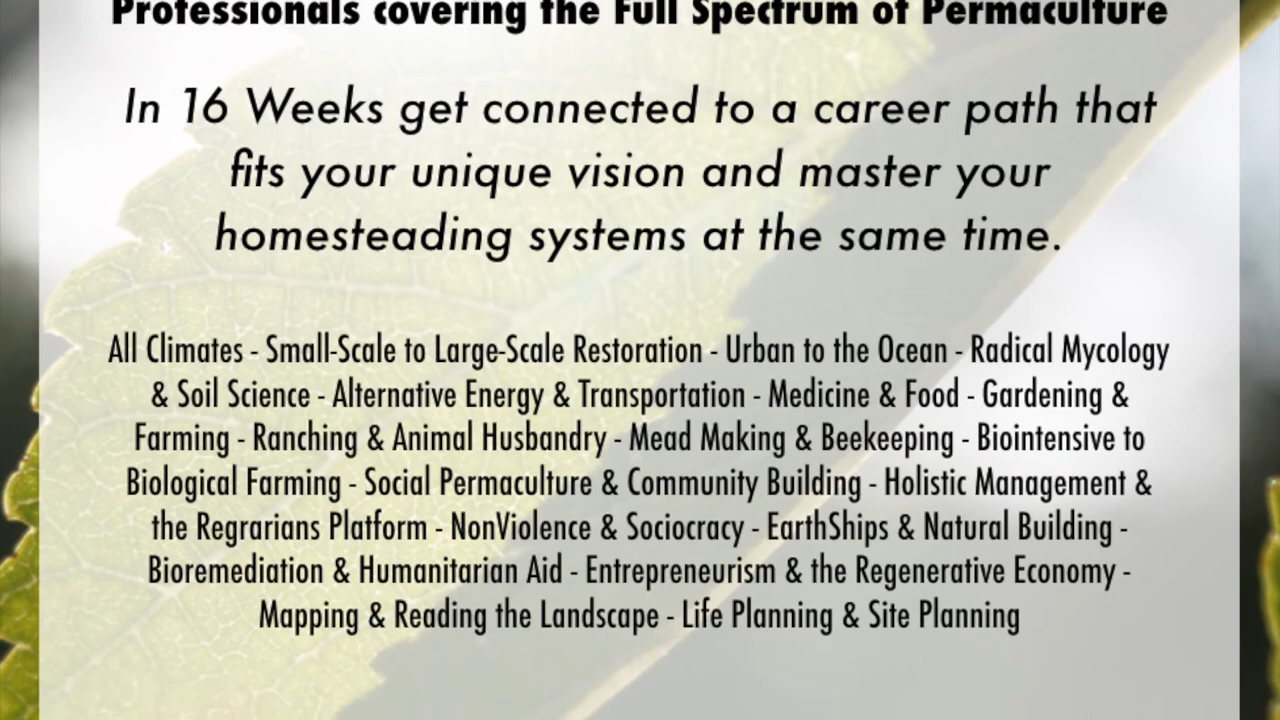 Professionals covering the Full Spectrum of Permaculture
In 16 Weeks get connected to a career path that
fits your unique vision and master your
homesteading systems at the same time.
All Climates - Small-Scale to Large-Scale Restoration - Urban to the Ocean - Radical Mycology
& Soil Science - Alternative Energy & Transportation - Medicine & Food - Gardening &
Farming - Ranching & Animal Husbandry - Mead Making & Beekeeping - Biointensive to
Biological Farming - Social Permaculture & Community Building - Holistic Management &
the Regrarians Platform - NonViolence & Sociocracy - EarthShips & Natural Building -
Bioremediation & Humanitarian Aid - Entrepreneurism & the Regenerative Economy -
Mapping & Reading the Landscape - Life Planning & Site Planning